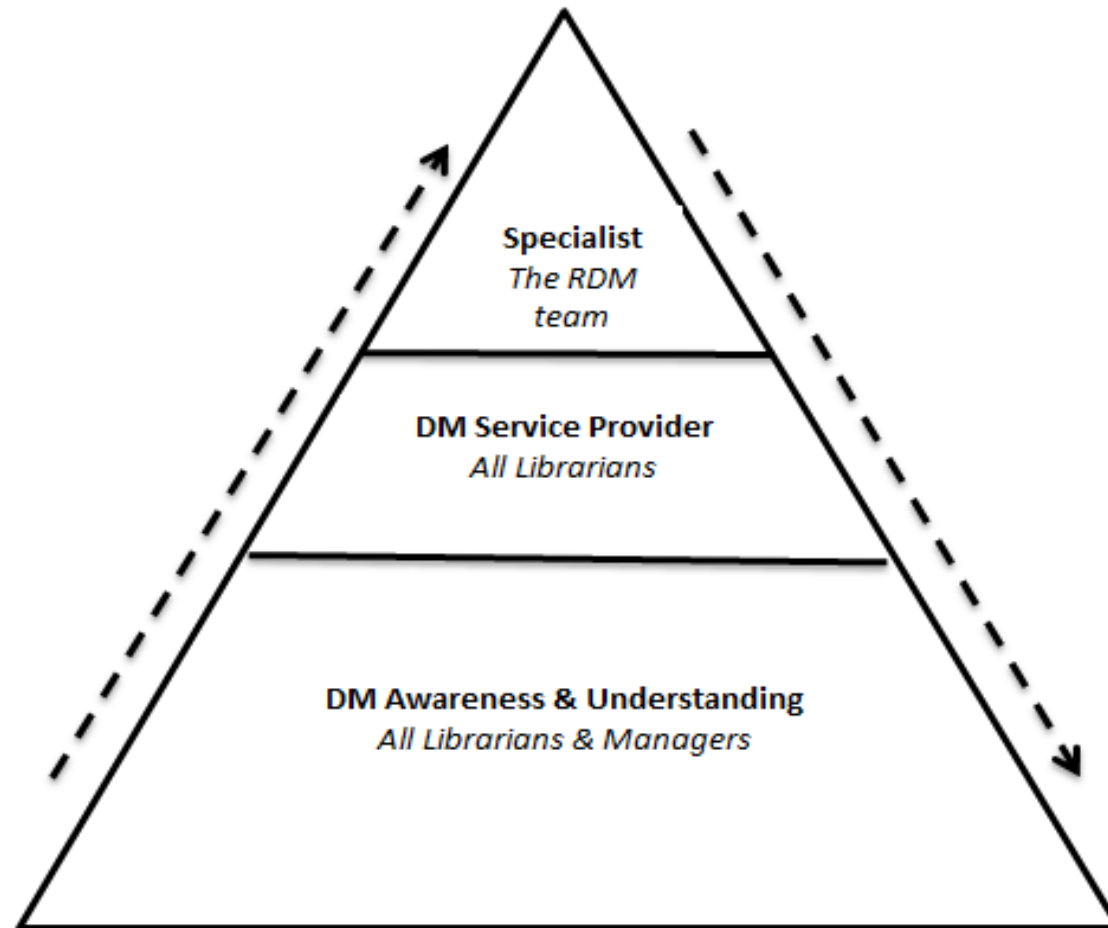 Specialist
The RDM
team
DM Service Provider
All Librarians
DM Awareness & Understanding
All Librarians & Managers